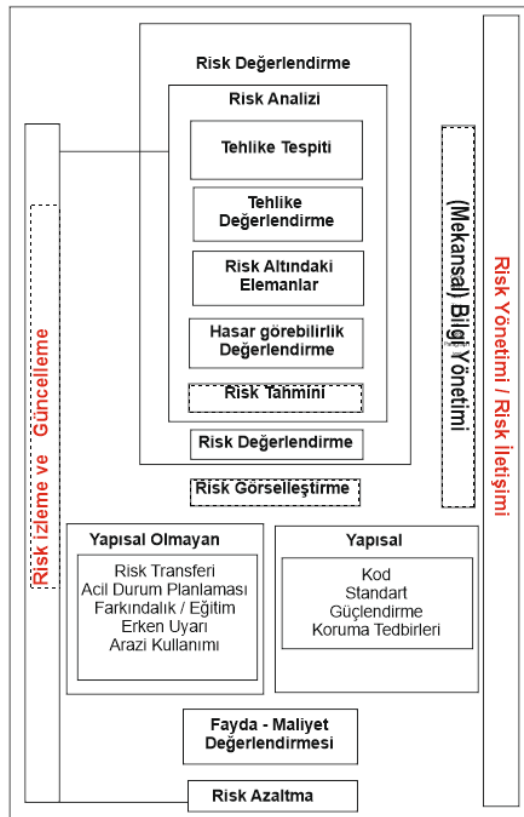 Risk Değerlendirme
Risk Analizi
Tehlike Tespiti
Tehlike
Değerlendirme
Risk Altındaki
Elemanlar
Hasar görebilirlik
Değerlendirme
Risk Tahmini
Risk Değerlendirme
Risk Görselleştirme
Yapısal Olmayan
Risk Transferi
Acil Durum Planlaması
Farkındalık / Eğitim
Erken Uyarı
Arazi Kullanımı
Yapısal
Kod
Standart
Güçlendirme
Koruma Tedbirleri
Fayda - Maliyet
Değerlendirmesi
Risk Azaltma
Risk izleme ve Güncelleme
(Mekansal) Bilgi Yönetimi
Risk Yönetimi / Risk İletişimi